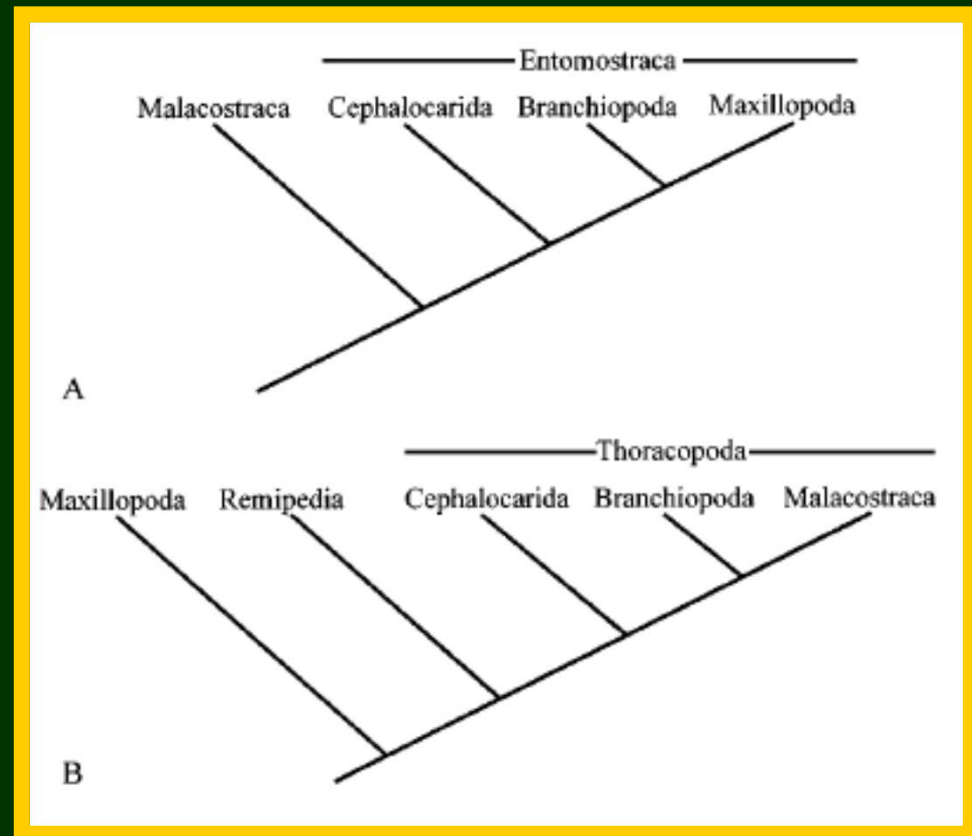 Entomostraca
Malacostraca Cephalocarida Branchiopoda Maxillopoda
A
Thoracopoda
Maxillopoda Remipedia Cephalocarida Branchiopoda Malacostraca
B